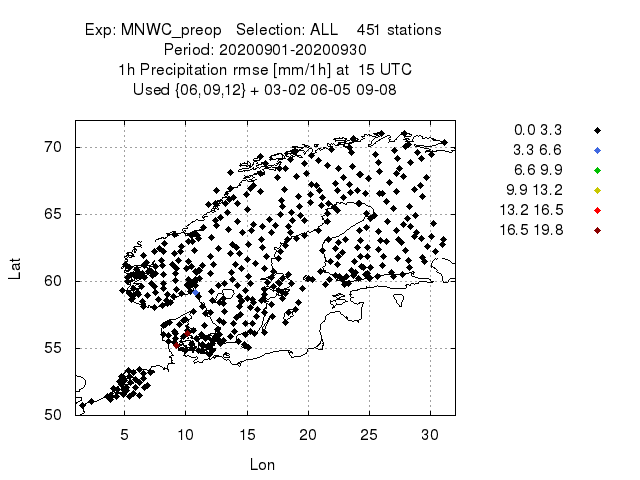 Exp: MNWC_preop   Selection: ALL    451 stations
Period: 20200901-20200930
1h Precipitation rmse [mm/1h] at  15 UTC
Used {06,09,12} + 03-02 06-05 09-08
0.0 3.3
3.3 6.6
6.6 9.9
9.9 13.2
13.2 16.5
16.5 19.8
70
65
60
55
50
Lat
5 10 15 20 25 30
Lon